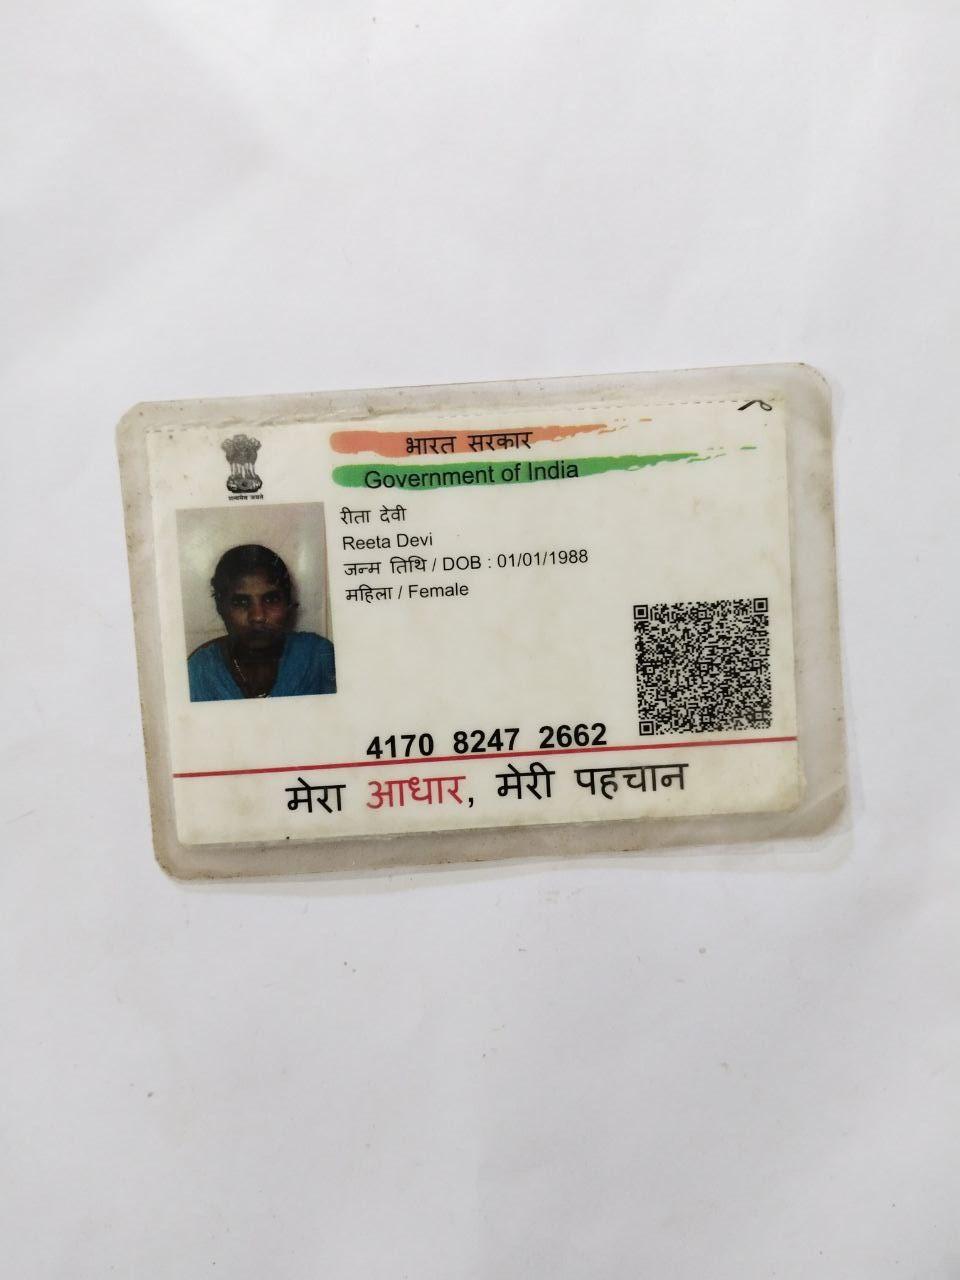 भारत सरकार
Government of India
सत्यमेव जयते
रीता देवी
Reeta Devi
जन्म तिथि / DOB : 01/01/1988
महिला / Female
4170 8247 2662
मेरा आधार, मेरी पहचान